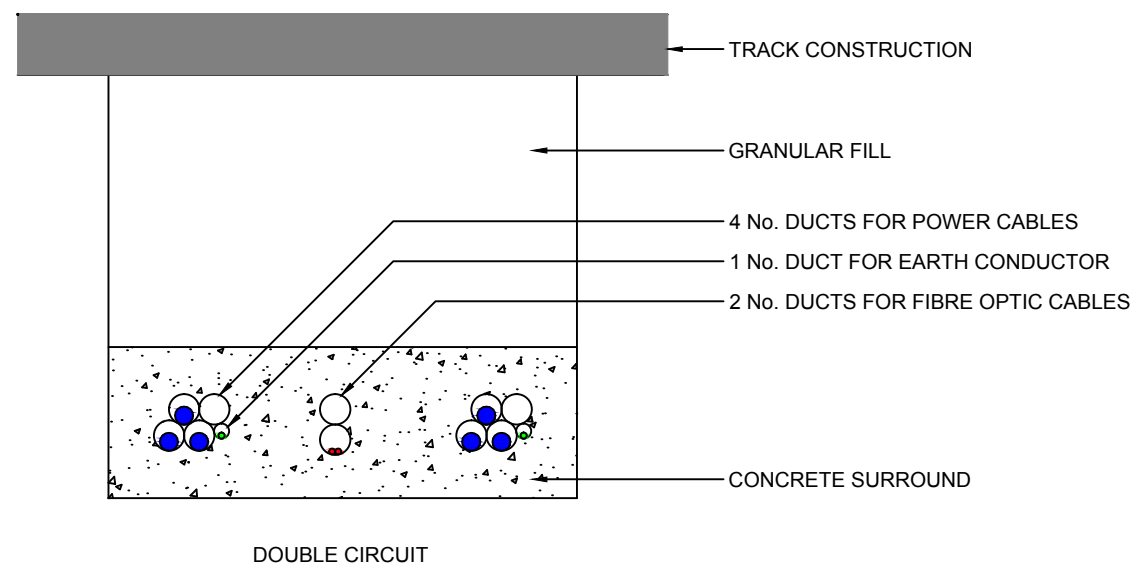 TRACK CONSTRUCTION
GRANULAR FILL
4 No. DUCTS FOR POWER CABLES
1 No. DUCT FOR EARTH CONDUCTOR
2 No. DUCTS FOR FIBRE OPTIC CABLES
CONCRETE SURROUND
DOUBLE CIRCUIT